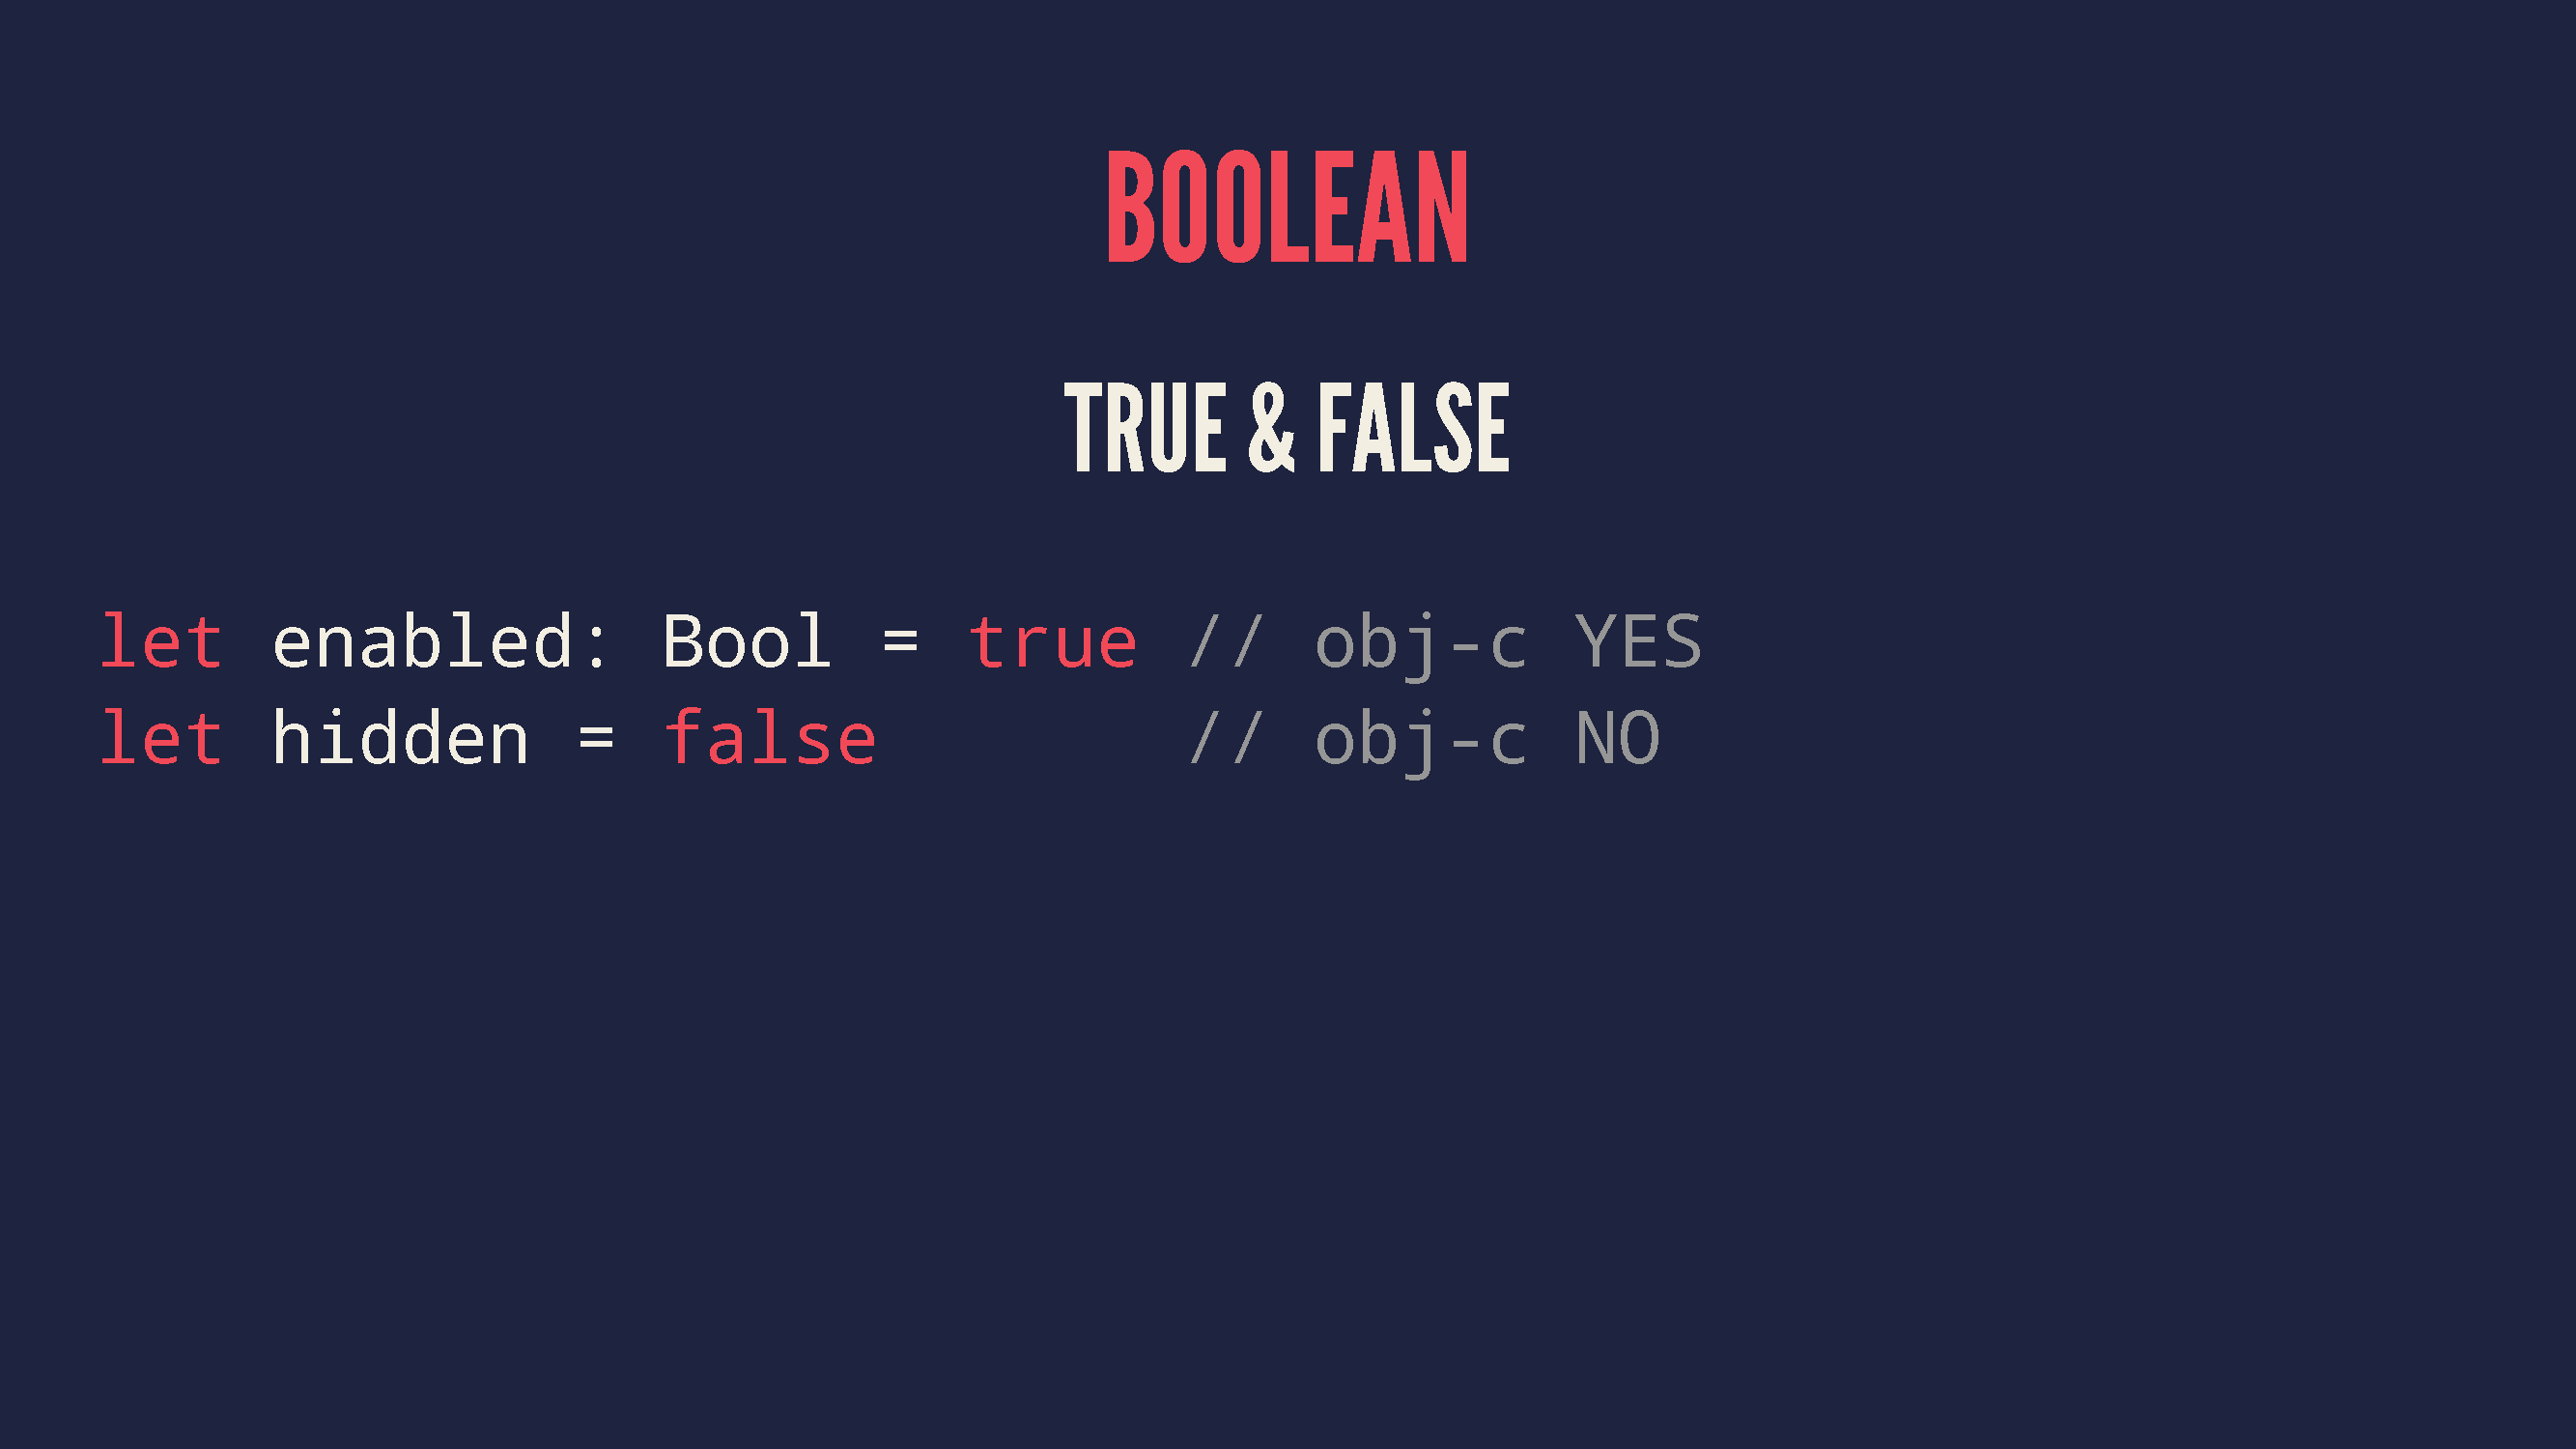 BOOLEAN
TRUE & FALSE
let enabled: Bool = true // obj-c YES
let hidden = false       // obj-c NO